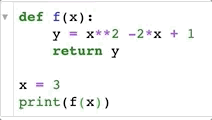 def f(x):
    y = x**2 -2*x + 1
    return y

x = 3
print(f(x))